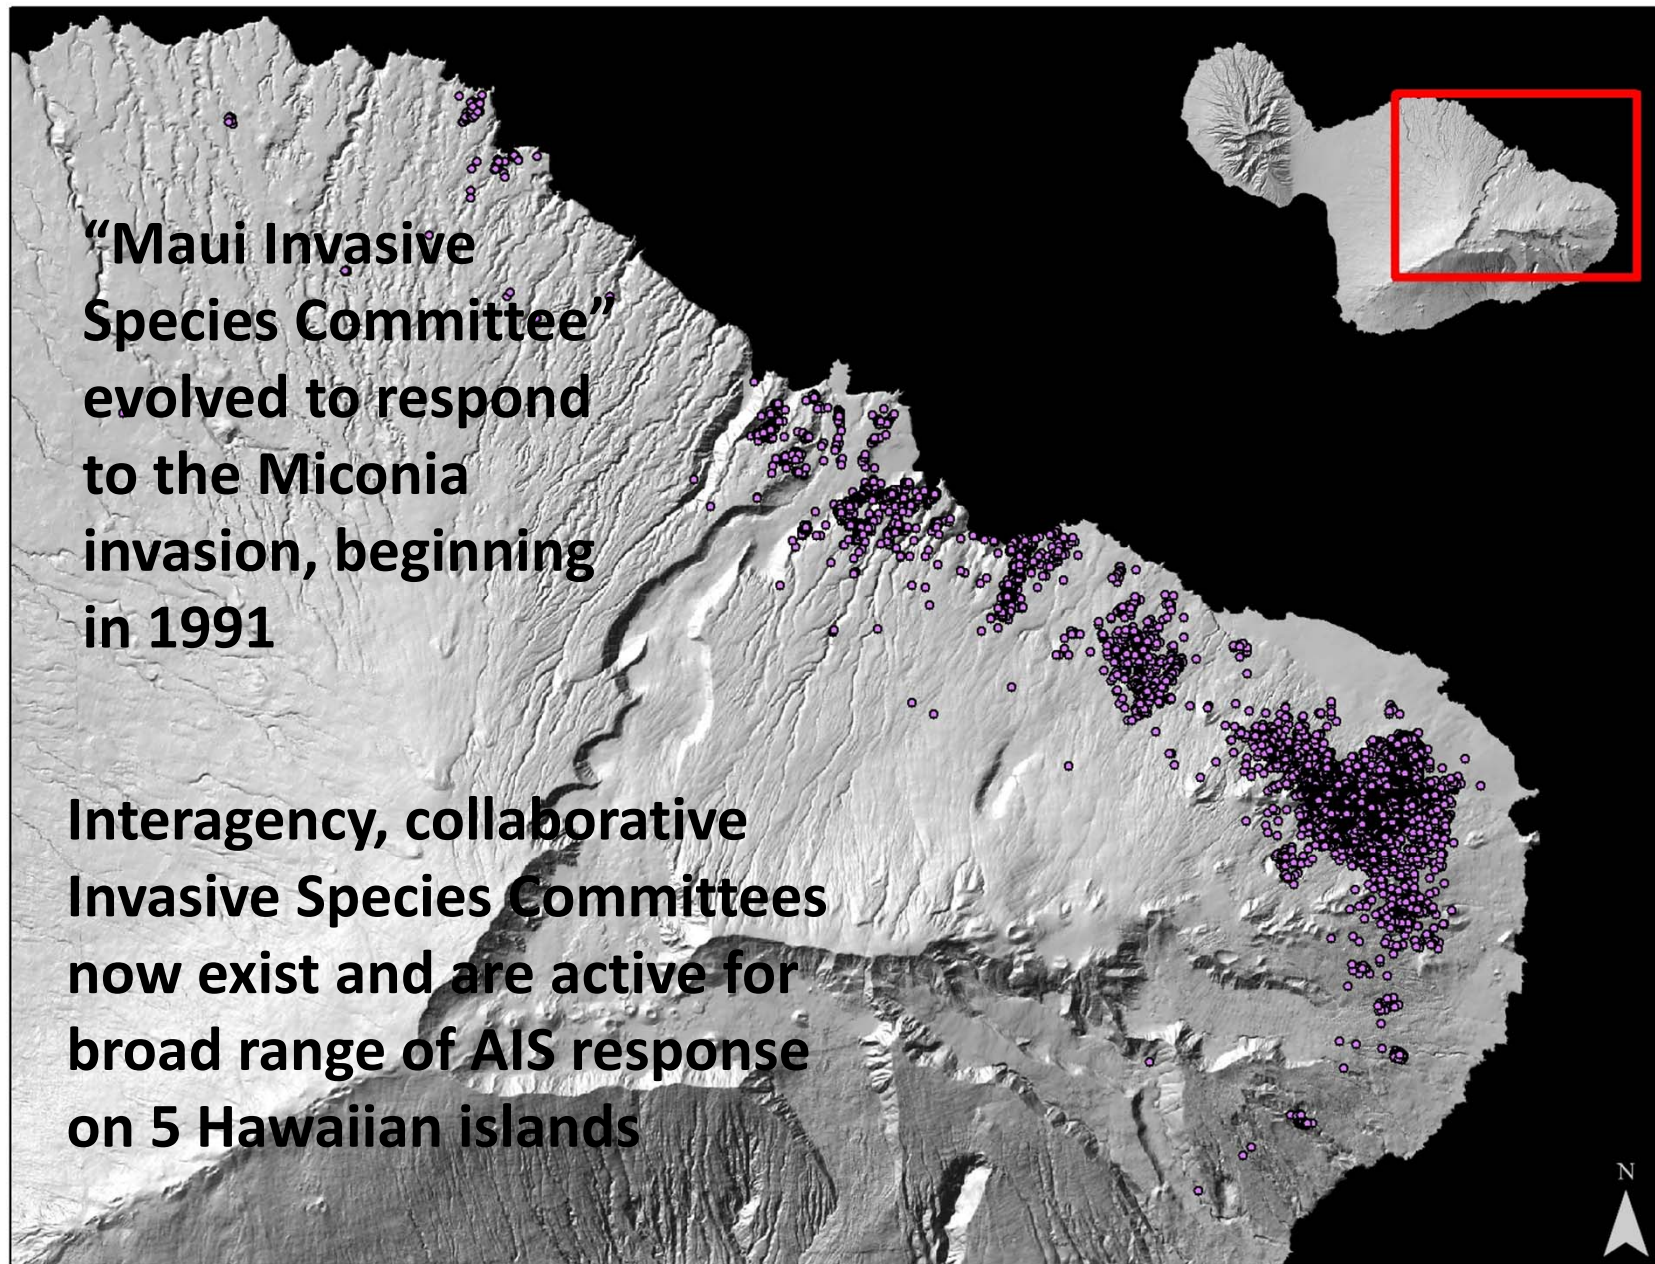 “Maui Invasive
Species Committee”
evolved to respond
to the Miconia
invasion, beginning
in 1991
Interagency, collaborative
Invasive Species Committees
now exist and are active for
broad range of AIS response
on 5 Hawaiian islands
N